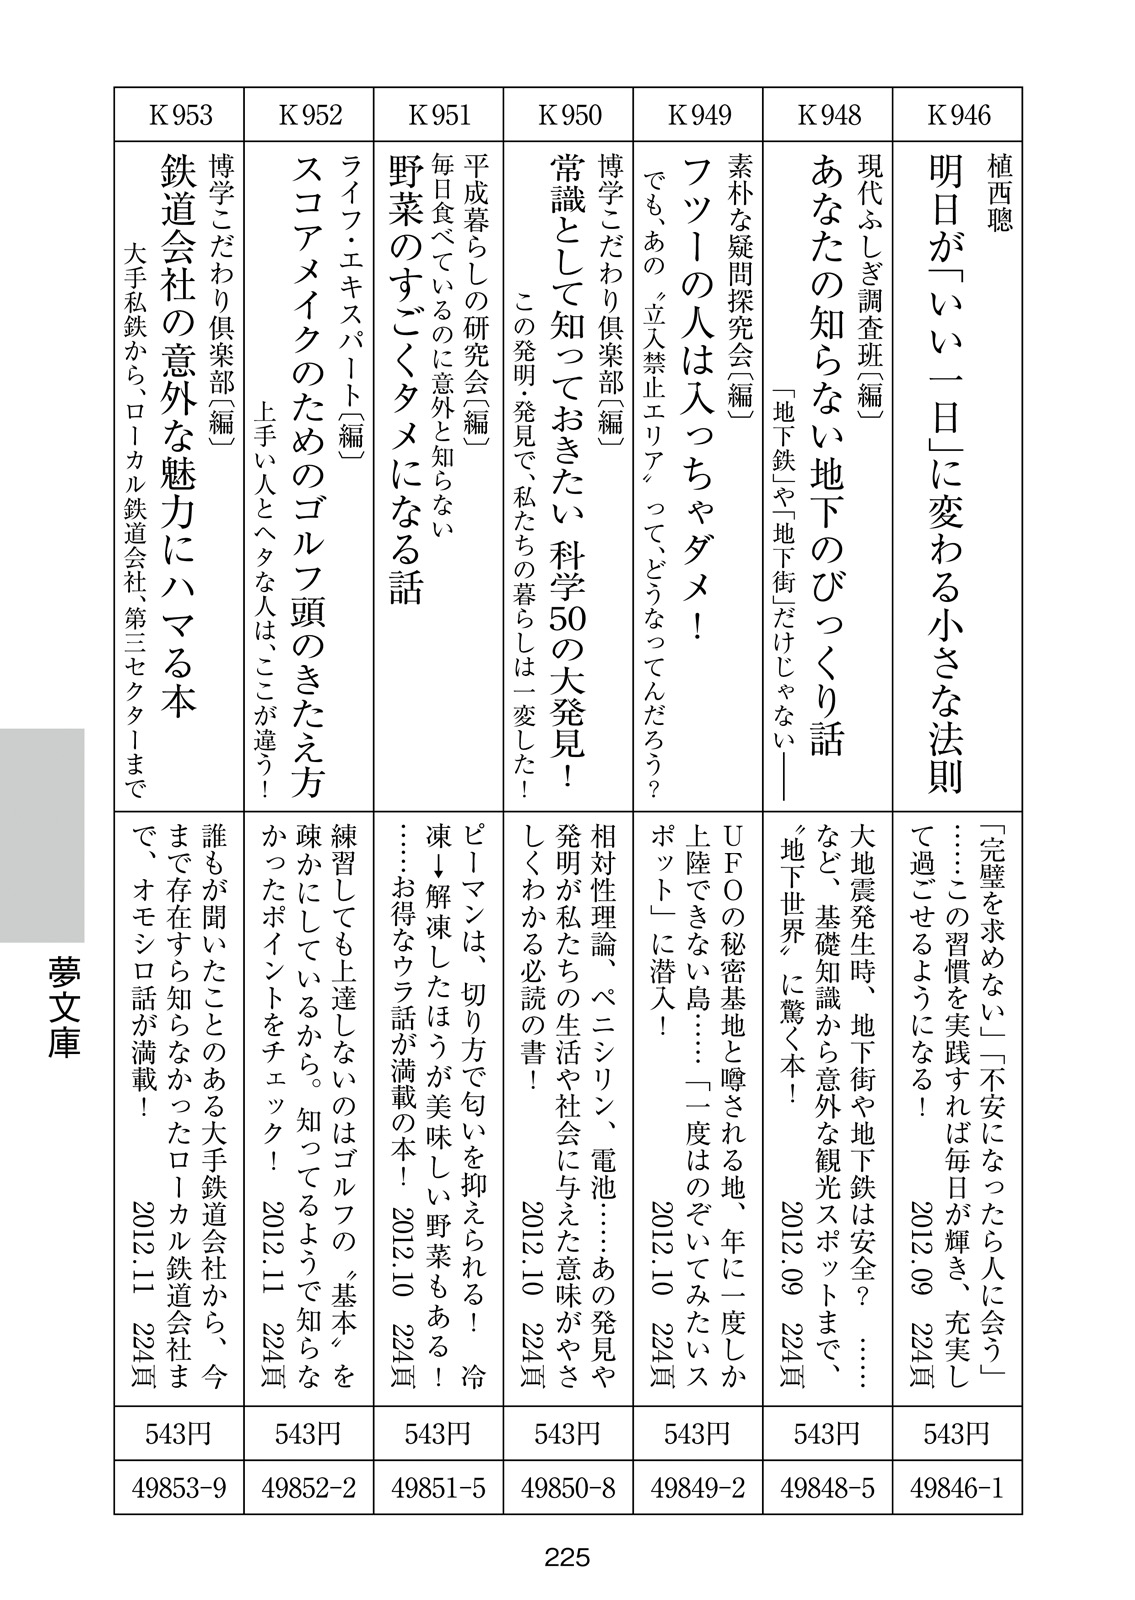 K946
植西聰
明日が「いい一日」に変わる小さな法則
「完璧を求めない」「不安になったら人に会う」
……この習慣を実践すれば毎日が輝き、充実し
て過ごせるようになる！
2012.09 224頁
543円
49846-1
K948
現代ふしぎ調査班〔編〕
あなたの知らない地下のびっくり話
「地下鉄」や「地下街」だけじゃない――
大地震発生時、地下街や地下鉄は安全？ ……
など、基礎知識から意外な観光スポットまで、
〝地下世界〟に驚く本！
2012.09 224頁
543円
49848-5
K949
素朴な疑問探究会〔編〕
フツーの人は入っちゃダメ！
でも、あの〝立入禁止エリア〟って、どうなってんだろう？
UFOの秘密基地と噂される地、年に一度しか
上陸できない島……「一度はのぞいてみたいス
ポット」に潜入！
2012.10 224頁
543円
49849-2
K950
博学こだわり倶楽部〔編〕
常識として知っておきたい 科学50の大発見！
この発明・発見で、私たちの暮らしは一変した！
相対性理論、ペニシリン、電池……あの発見や
発明が私たちの生活や社会に与えた意味がやさ
しくわかる必読の書！
2012.10 224頁
543円
49850-8
K951
平成暮らしの研究会〔編〕
毎日食べているのに意外と知らない
野菜のすごくタメになる話
ピーマンは、切り方で匂いを抑えられる！ 冷
凍→解凍したほうが美味しい野菜もある！
……お得なウラ話が満載の本！
2012.10 224頁
543円
49851-5
K952
ライフ・エキスパート〔編〕
スコアメイクのためのゴルフ頭のきたえ方
上手い人とヘタな人は、ここが違う！
練習しても上達しないのはゴルフの〝基本〟を
疎かにしているから。知ってるようで知らな
かったポイントをチェック！
2012.11 224頁
543円
49852-2
K953
博学こだわり倶楽部〔編〕
鉄道会社の意外な魅力にハマる本
大手私鉄から、ローカル鉄道会社、第三セクターまで
誰もが聞いたことのある大手鉄道会社から、今
まで存在すら知らなかったローカル鉄道会社ま
で、オモシロ話が満載！
2012.11 224頁
543円
49853-9
夢文庫
225